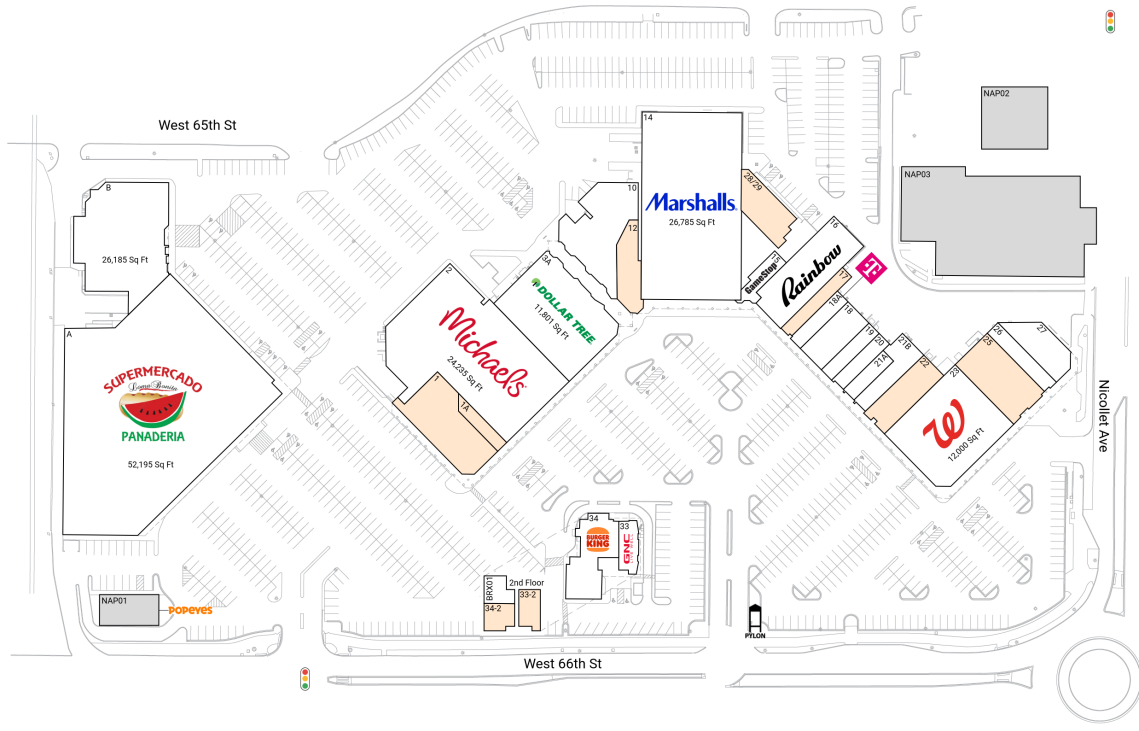 West 65th St
NAP02
NAP03
14
Marshalls
26,785 Sq Ft
28/29
B
26,185 Sq Ft
10
12
16
Rainbow
15
GameStop
17
18A
18
19
20
21A
21B
22
23
25
26
27
12,000 Sq Ft
3A
DOLLAR TREE
11,801 Sq Ft
2
Michaels
24,235 Sq Ft
1
1A
A
SUPERMERCADO
Loma Bonita
PANADERIA
52,195 Sq Ft
Nicollet Ave
34
BURGER
KING
33
GNC
LIVE WELL
BRX01
2nd Floor
34-2
33-2
NAP01
POPEYES
PYLON
West 66th St